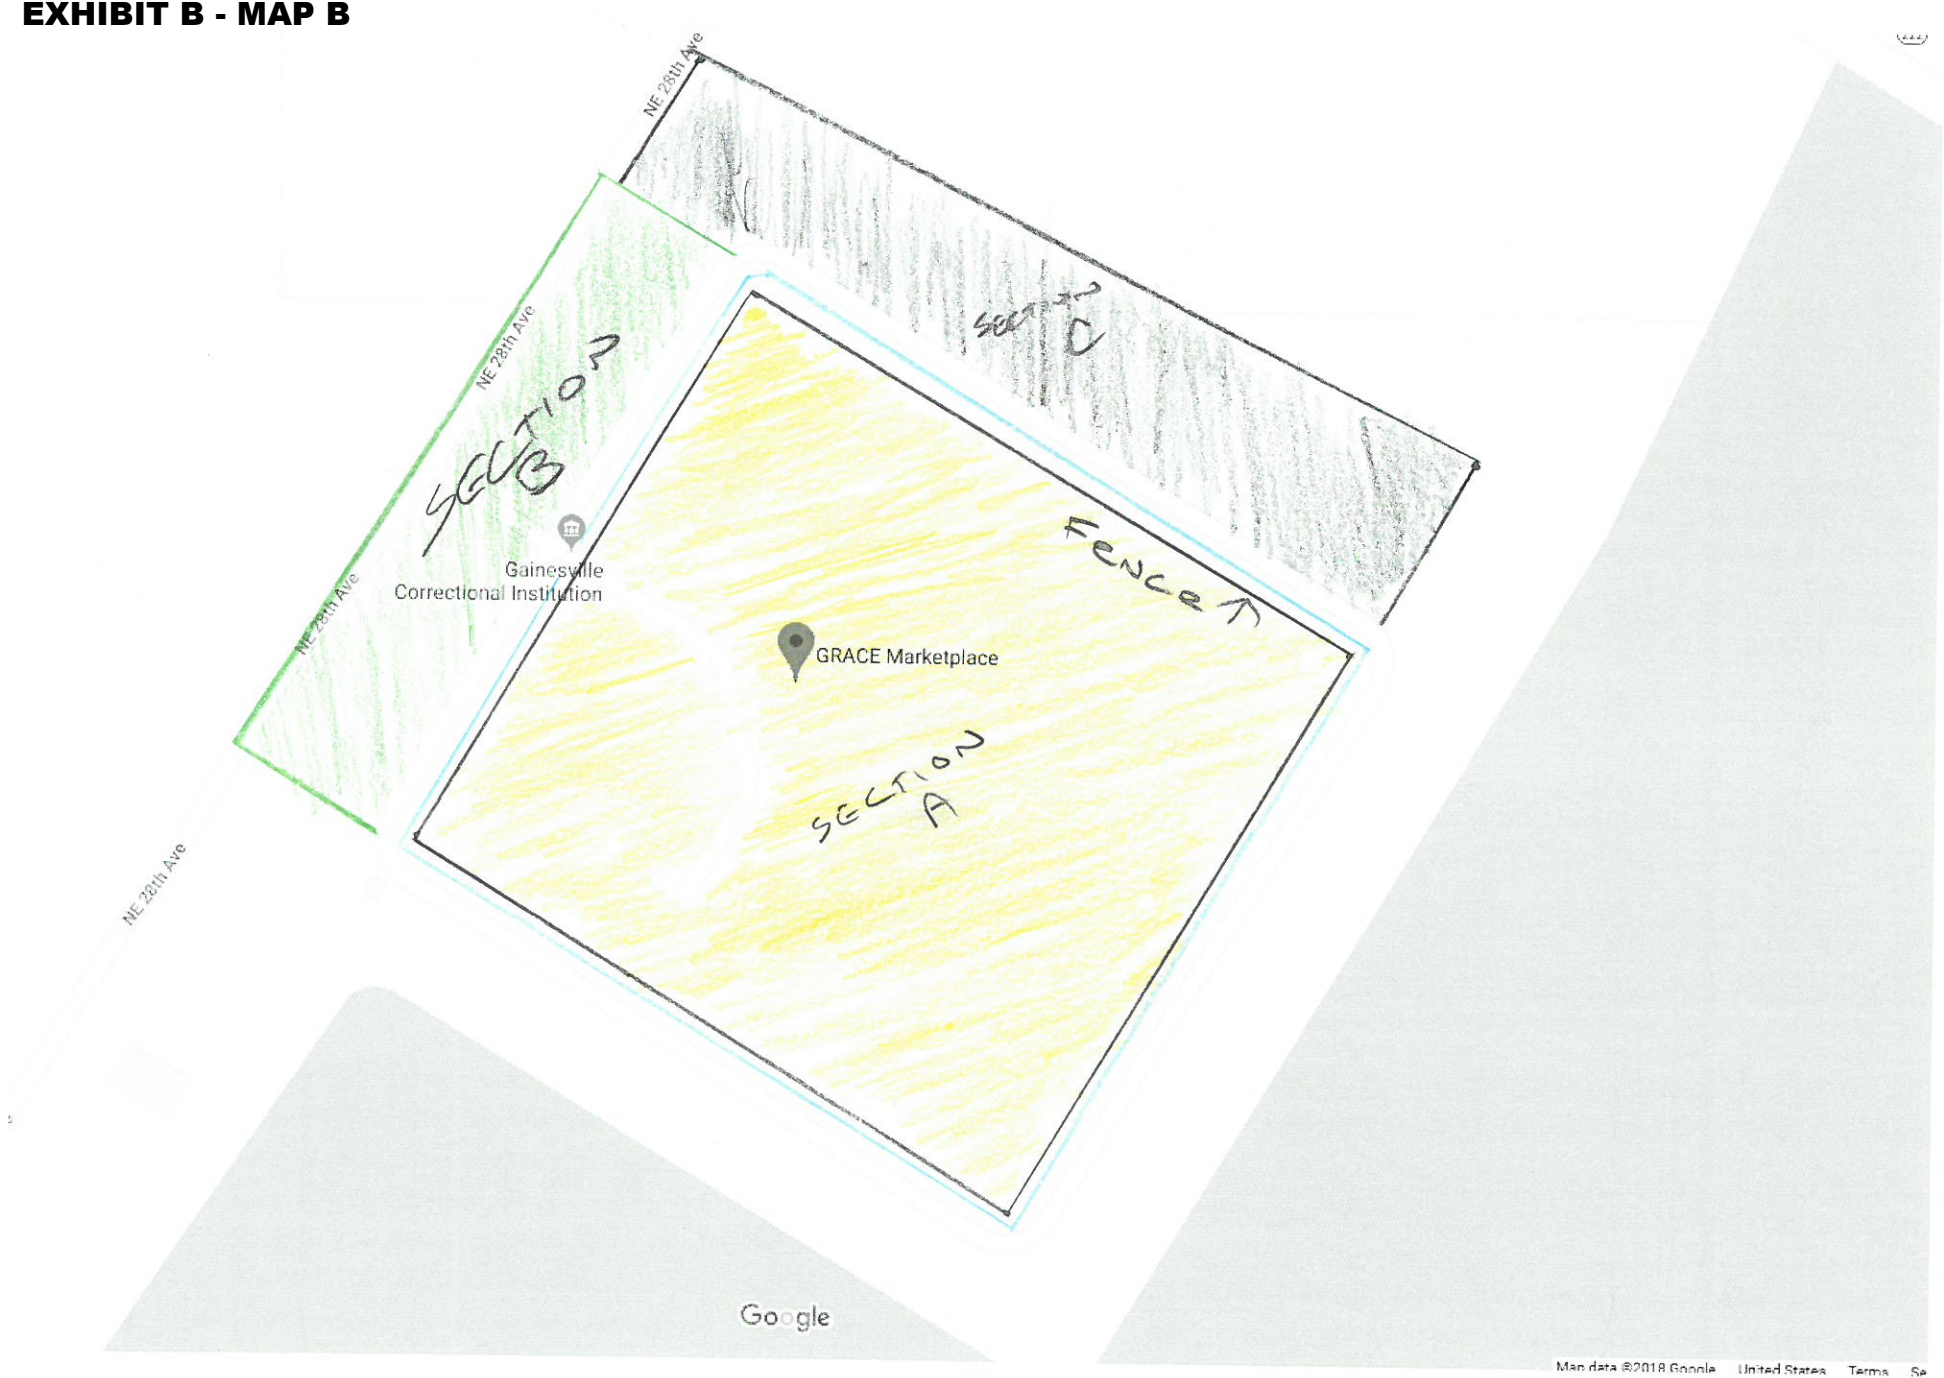 EXHIBIT B - MAP B
NE 28th Ave
SECTION
C
NE 28th Ave
SECTION
B
Gainesville
Correctional Institution
FENCE ↑
NE 28th Ave
GRACE Marketplace
SECTION
A
NE 28th Ave
Google
Map data ©2018 Google United States Terms Se